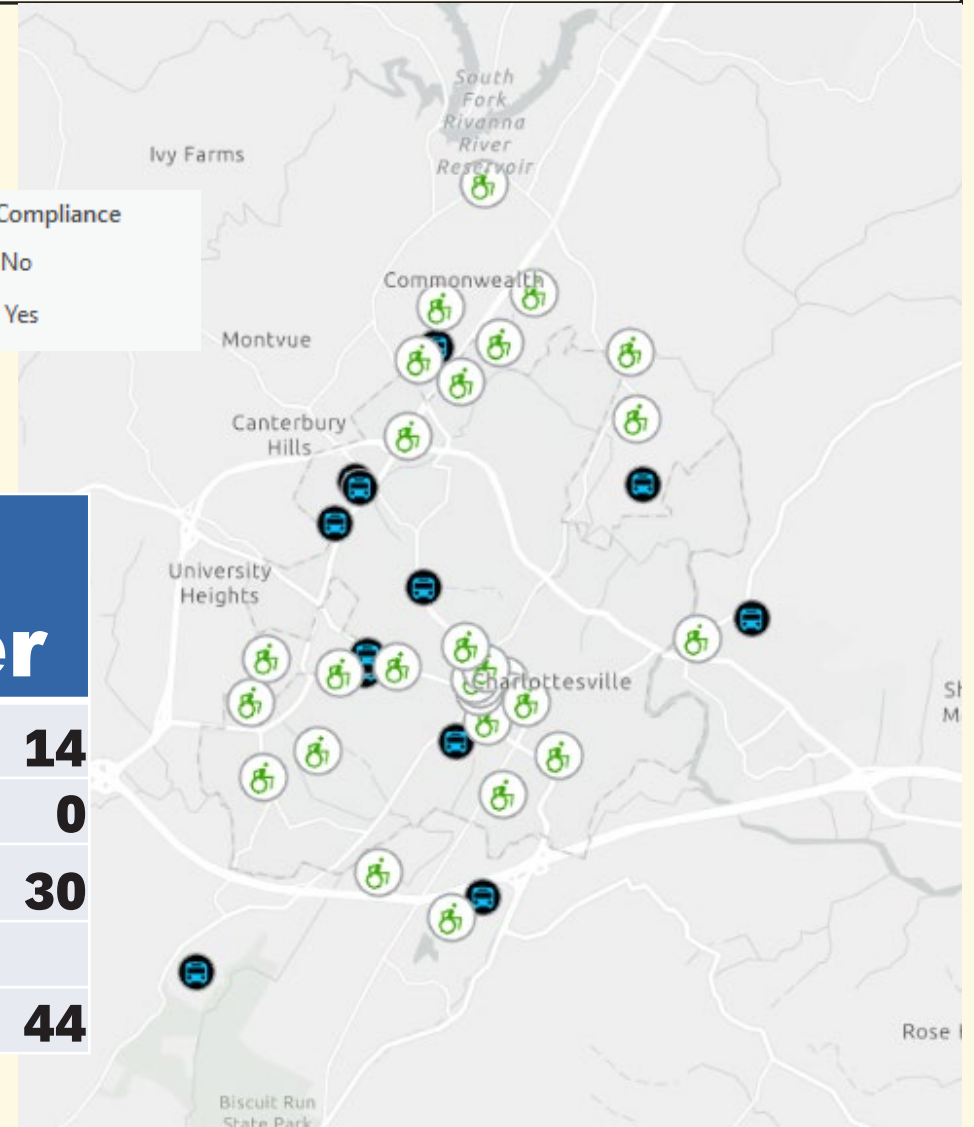 South
Fork
Rivanna
River
Reservoir
Ivy Farms
Compliance
No
Yes
Commonwealth
Montvue
Canterbury
Hills
University
Heights
er
Charlottesville
14
0
30
44
Biscuit Run
State Park
Rose